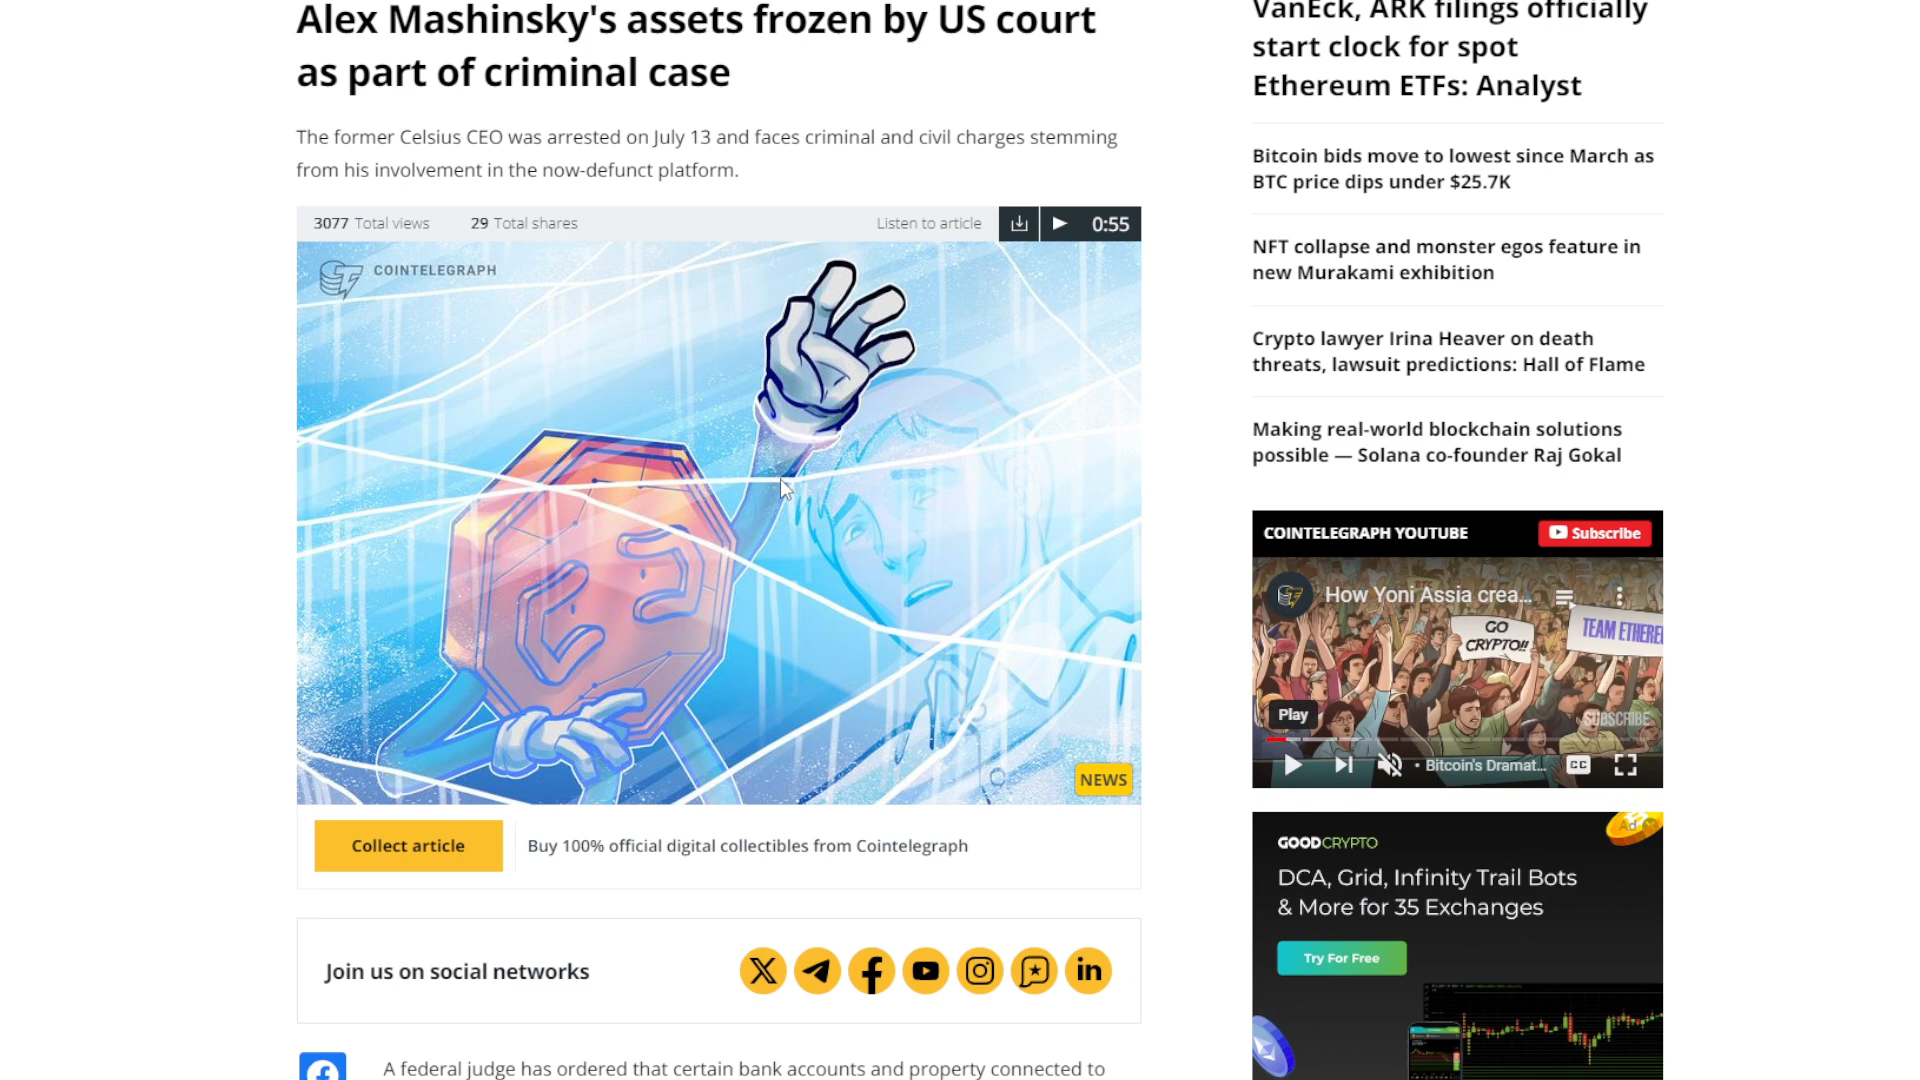 Alex Mashinsky's assets frozen by US court
as part of criminal case
The former Celsius CEO was arrested on July 13 and faces criminal and civil charges stemming
from his involvement in the now-defunct platform.
3077 Total views
29 Total shares
Listen to article
0:55
COINTELEGRAPH
NEWS
Collect article
Buy 100% official digital collectibles from Cointelegraph
Join us on social networks
A federal judge has ordered that certain bank accounts and property connected to
VanEck, ARK filings officially
start clock for spot
Ethereum ETFs: Analyst
Bitcoin bids move to lowest since March as
BTC price dips under $25.7K
NFT collapse and monster egos feature in
new Murakami exhibition
Crypto lawyer Irina Heaver on death
threats, lawsuit predictions: Hall of Flame
Making real-world blockchain solutions
possible — Solana co-founder Raj Gokal
COINTELEGRAPH YOUTUBE
Subscribe
How Yoni Assia crea...
BTC
GO
CRYPTO!!
TEAM ETHERE
SUBSCRIBE
Play
• Bitcoin's Dramat...
CC
Ad
GOODCRYPTO
DCA, Grid, Infinity Trail Bots
& More for 35 Exchanges
Try For Free